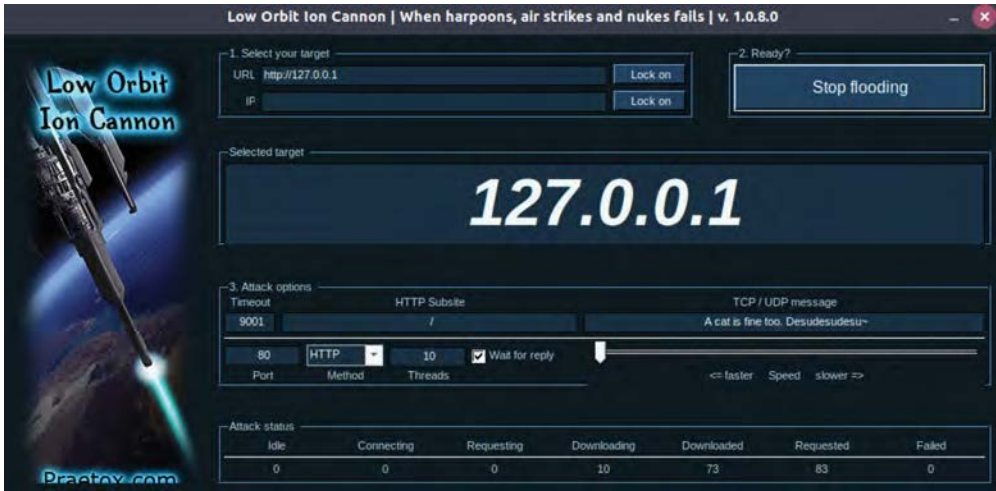 Low Orbit Ion Cannon | When harpoons, air strikes and nukes fails | v. 1.0.8.0
Low Orbit
Ion Cannon
Praetox.com
1. Select your target
URL http://127.0.0.1 Lock on
IP Lock on
2. Ready?
Stop flooding
Selected target
127.0.0.1
3. Attack options
Timeout HTTP Subsite TCP / UDP message
9001 / A cat is fine too. Desudesudesu~
80 HTTP 10 Wait for reply
Port Method Threads <= faster Speed slower =>
Attack status
Idle Connecting Requesting Downloading Downloaded Requested Failed
0 0 0 10 73 83 0